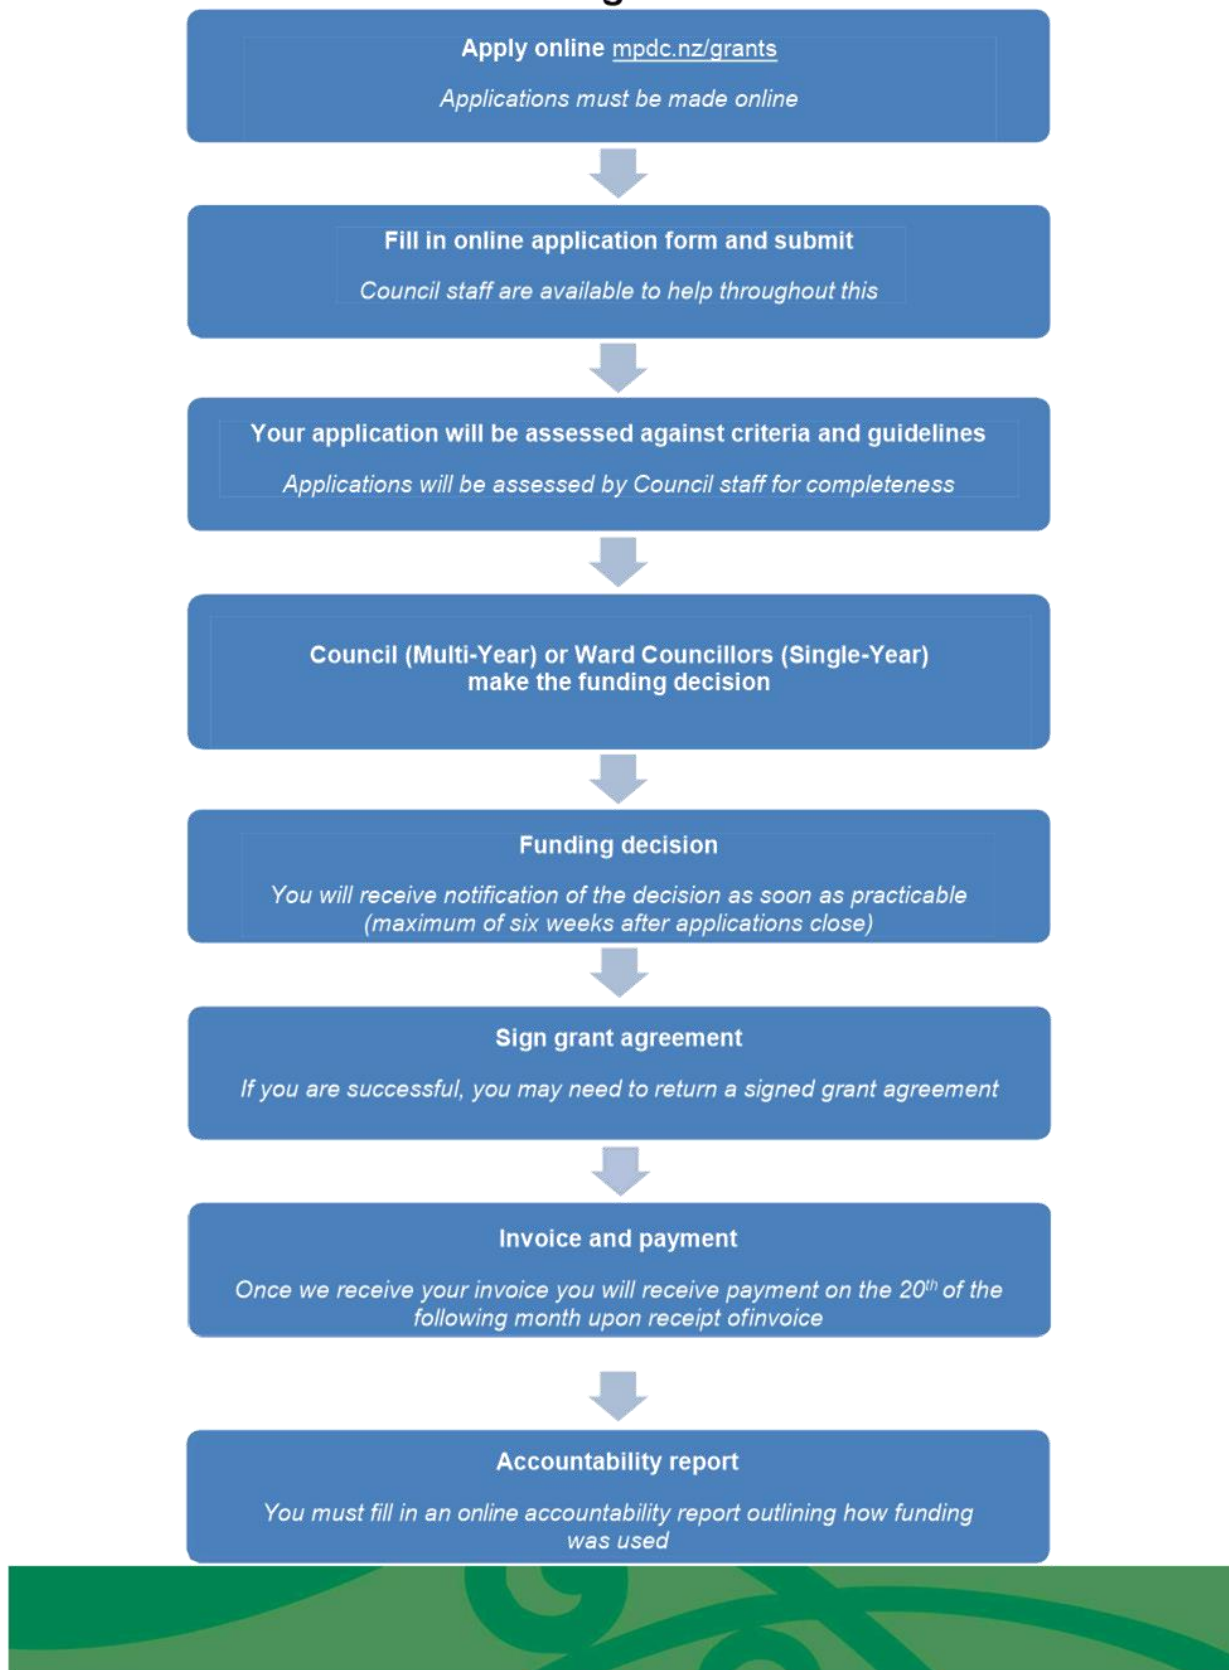 Apply online mpdc.nz/grants
Applications must be made online
Fill in online application form and submit
Council staff are available to help throughout this
Your application will be assessed against criteria and guidelines
Applications will be assessed by Council staff for completeness
Council (Multi-Year) or Ward Councillors (Single-Year)
make the funding decision
Funding decision
You will receive notification of the decision as soon as practicable
(maximum of six weeks after applications close)
Sign grant agreement
If you are successful, you may need to return a signed grant agreement
Invoice and payment
Once we receive your invoice you will receive payment on the 20th of the
following month upon receipt ofinvoice
Accountability report
You must fill in an online accountability report outlining how funding
was used